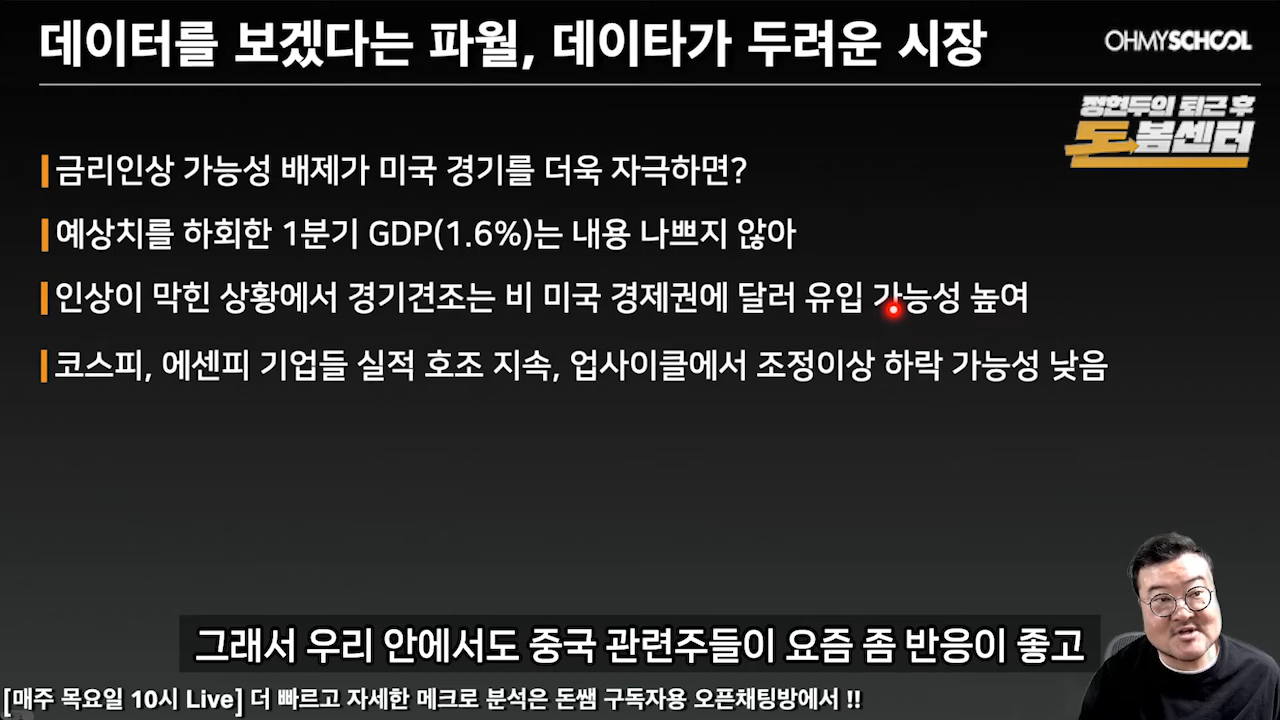 데이터를 보겠다는 파월, 데이타가 두려운 시장
OHMYSCHOOL
정현두의 퇴근 후
돈봄센터
금리인상 가능성 배제가 미국 경기를 더욱 자극하면?
예상치를 하회한 1분기 GDP(1.6%)는 내용 나쁘지 않아
인상이 막힌 상황에서 경기견조는 비 미국 경제권에 달러 유입 가능성 높여
코스피, 에센피 기업들 실적 호조 지속, 업사이클에서 조정이상 하락 가능성 낮음
그래서 우리 안에서도 중국 관련주들이 요즘 좀 반응이 좋고
[매주 목요일 10시 Live] 더 빠르고 자세한 메크로 분석은 돈쌤 구독자용 오픈채팅방에서 !!